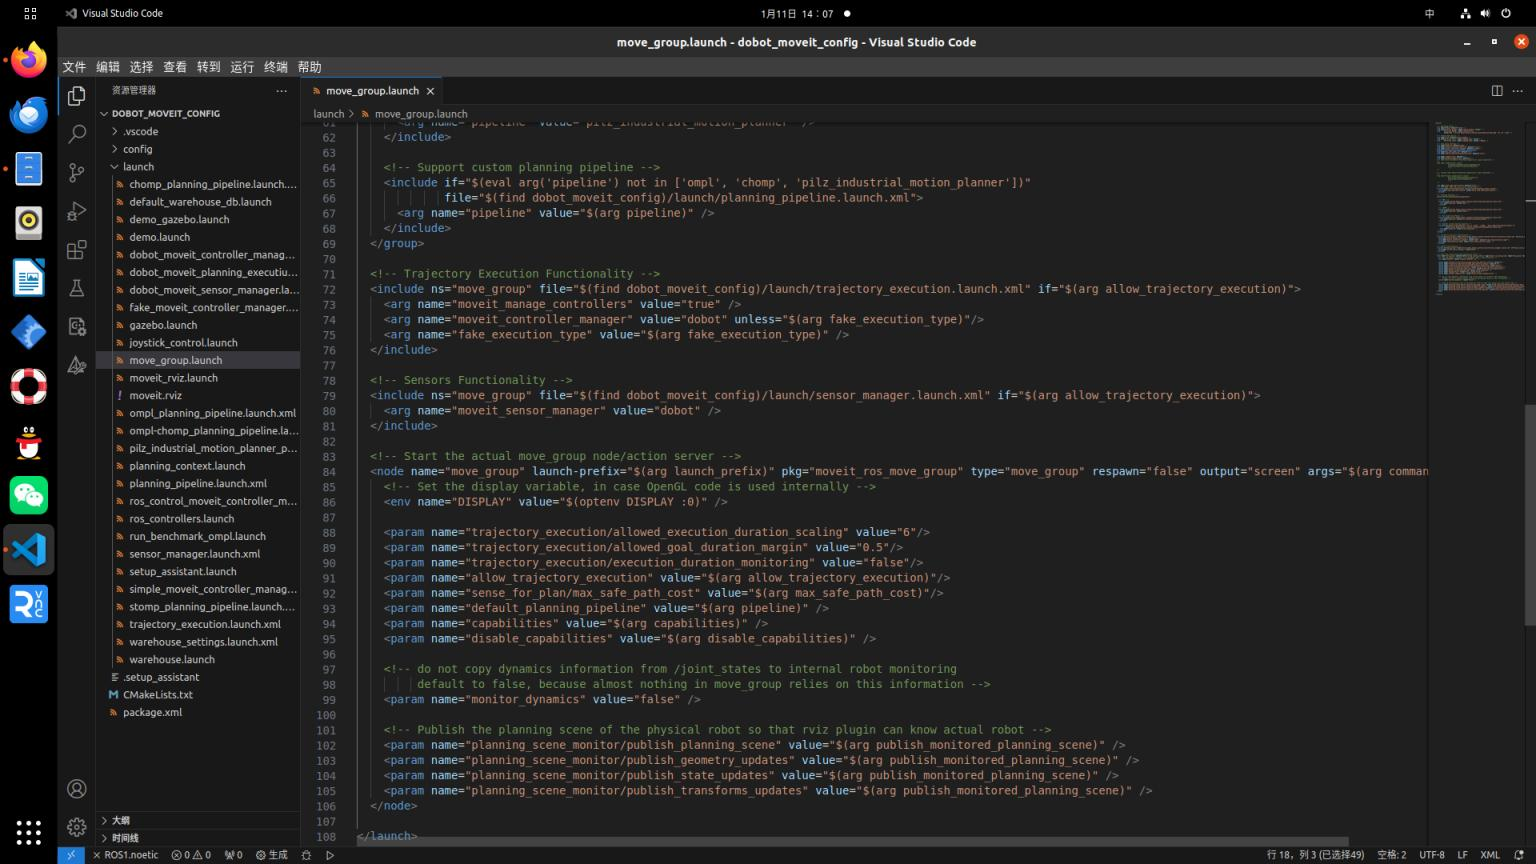 Visual Studio Code
1月11日 14：07
中
move_group.launch - dobot_moveit_config - Visual Studio Code
文件 编辑 选择 查看 转到 运行 终端 帮助
资源管理器
DOBOT_MOVEIT_CONFIG
.vscode
config
launch
chomp_planning_pipeline.launch....
default_warehouse_db.launch
demo_gazebo.launch
demo.launch
dobot_moveit_controller_manag...
dobot_moveit_planning_executiu...
dobot_moveit_sensor_manager.la...
fake_moveit_controller_manager....
gazebo.launch
joystick_control.launch
move_group.launch
moveit_rviz.launch
moveit.rviz
ompl_planning_pipeline.launch.xml
ompl-chomp_planning_pipeline.la...
pilz_industrial_motion_planner_p...
planning_context.launch
planning_pipeline.launch.xml
ros_control_moveit_controller_m...
ros_controllers.launch
run_benchmark_ompl.launch
sensor_manager.launch.xml
setup_assistant.launch
simple_moveit_controller_manag...
stomp_planning_pipeline.launch....
trajectory_execution.launch.xml
warehouse_settings.launch.xml
warehouse.launch
.setup_assistant
CMakeLists.txt
package.xml
大纲
时间线
move_group.launch
launch > move_group.launch
61 <arg name="pipeline" value="pilz_industrial_motion_planner" />
62 </include>
63
64 <!-- Support custom planning pipeline -->
65 <include if="$(eval arg('pipeline') not in ['ompl', 'chomp', 'pilz_industrial_motion_planner'])"
66 file="$(find dobot_moveit_config)/launch/planning_pipeline.launch.xml">
67 <arg name="pipeline" value="$(arg pipeline)" />
68 </include>
69 </group>
70
71 <!-- Trajectory Execution Functionality -->
72 <include ns="move_group" file="$(find dobot_moveit_config)/launch/trajectory_execution.launch.xml" if="$(arg allow_trajectory_execution)">
73 <arg name="moveit_manage_controllers" value="true" />
74 <arg name="moveit_controller_manager" value="dobot" unless="$(arg fake_execution_type)"/>
75 <arg name="fake_execution_type" value="$(arg fake_execution_type)" />
76 </include>
77
78 <!-- Sensors Functionality -->
79 <include ns="move_group" file="$(find dobot_moveit_config)/launch/sensor_manager.launch.xml" if="$(arg allow_trajectory_execution)">
80 <arg name="moveit_sensor_manager" value="dobot" />
81 </include>
82
83 <!-- Start the actual move_group node/action server -->
84 <node name="move_group" launch-prefix="$(arg launch_prefix)" pkg="moveit_ros_move_group" type="move_group" respawn="false" output="screen" args="$(arg comman
85 <!-- Set the display variable, in case OpenGL code is used internally -->
86 <env name="DISPLAY" value="$(optenv DISPLAY :0)" />
87
88 <param name="trajectory_execution/allowed_execution_duration_scaling" value="6"/>
89 <param name="trajectory_execution/allowed_goal_duration_margin" value="0.5"/>
90 <param name="trajectory_execution/execution_duration_monitoring" value="false"/>
91 <param name="allow_trajectory_execution" value="$(arg allow_trajectory_execution)"/>
92 <param name="sense_for_plan/max_safe_path_cost" value="$(arg max_safe_path_cost)"/>
93 <param name="default_planning_pipeline" value="$(arg pipeline)" />
94 <param name="capabilities" value="$(arg capabilities)" />
95 <param name="disable_capabilities" value="$(arg disable_capabilities)" />
96
97 <!-- do not copy dynamics information from /joint_states to internal robot monitoring
98 default to false, because almost nothing in move_group relies on this information -->
99 <param name="monitor_dynamics" value="false" />
100
101 <!-- Publish the planning scene of the physical robot so that rviz plugin can know actual robot -->
102 <param name="planning_scene_monitor/publish_planning_scene" value="$(arg publish_monitored_planning_scene)" />
103 <param name="planning_scene_monitor/publish_geometry_updates" value="$(arg publish_monitored_planning_scene)" />
104 <param name="planning_scene_monitor/publish_state_updates" value="$(arg publish_monitored_planning_scene)" />
105 <param name="planning_scene_monitor/publish_transforms_updates" value="$(arg publish_monitored_planning_scene)" />
106 </node>
107
108 </launch>
ROS1.noetic 0 0 0 生成
行 18，列 3 (已选择49) 空格: 2 UTF-8 LF XML